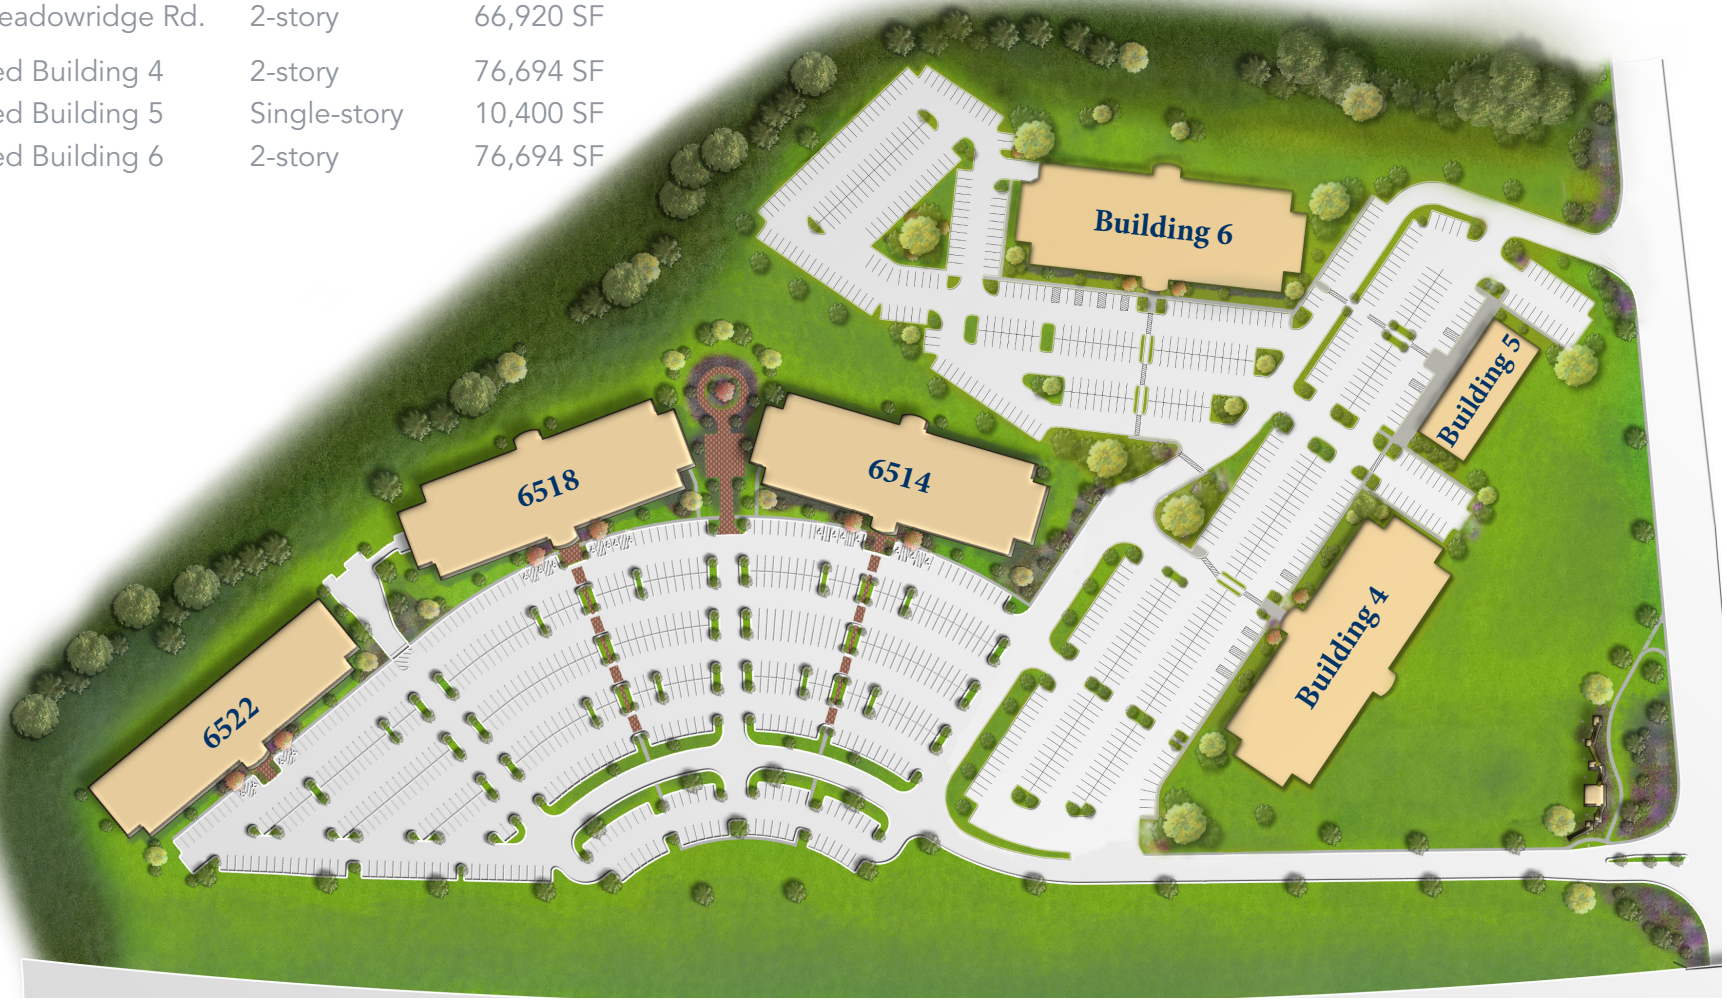 eadowridge Rd. 2-story 66,920 SF
ed Building 4 2-story 76,694 SF
ed Building 5 Single-story 10,400 SF
ed Building 6 2-story 76,694 SF
Building 6
Building 5
6518
6514
Building 4
6522